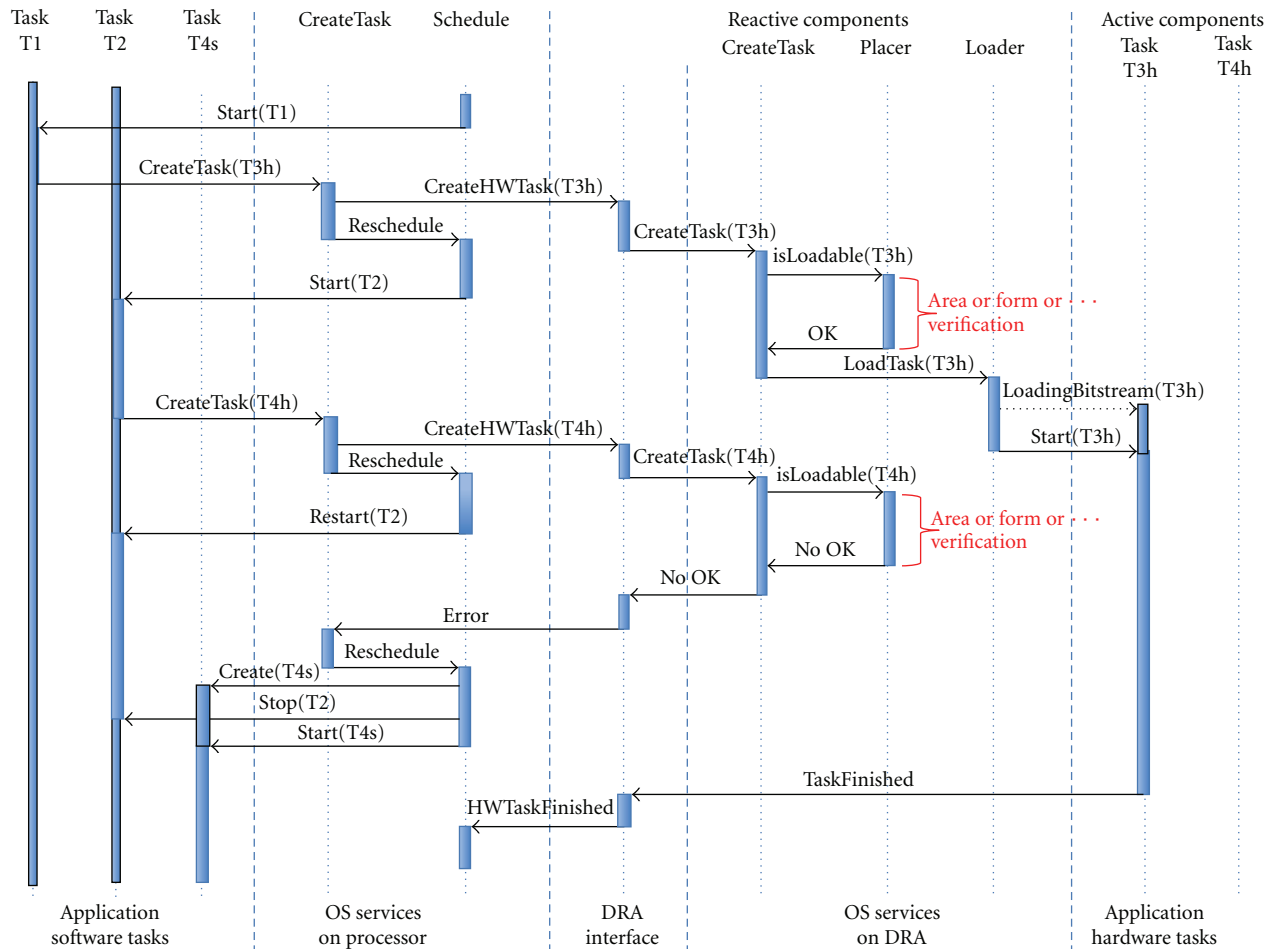 Task
T1
Task
T2
Task
T4s
CreateTask
Schedule
Reactive components
CreateTask
Placer
Loader
Active components
Task
T3h
Task
T4h
Start(T1)
CreateTask(T3h)
CreateHWTask(T3h)
Reschedule
CreateTask(T3h)
isLoadable(T3h)
Start(T2)
Area or form or · · ·
verification
OK
LoadTask(T3h)
LoadingBitstream(T3h)
CreateTask(T4h)
CreateHWTask(T4h)
Start(T3h)
Reschedule
CreateTask(T4h)
isLoadable(T4h)
Restart(T2)
Area or form or · · ·
verification
No OK
No OK
Error
Reschedule
Create(T4s)
Stop(T2)
Start(T4s)
TaskFinished
HWTaskFinished
Application
software tasks
OS services
on processor
DRA
interface
OS services
on DRA
Application
hardware tasks